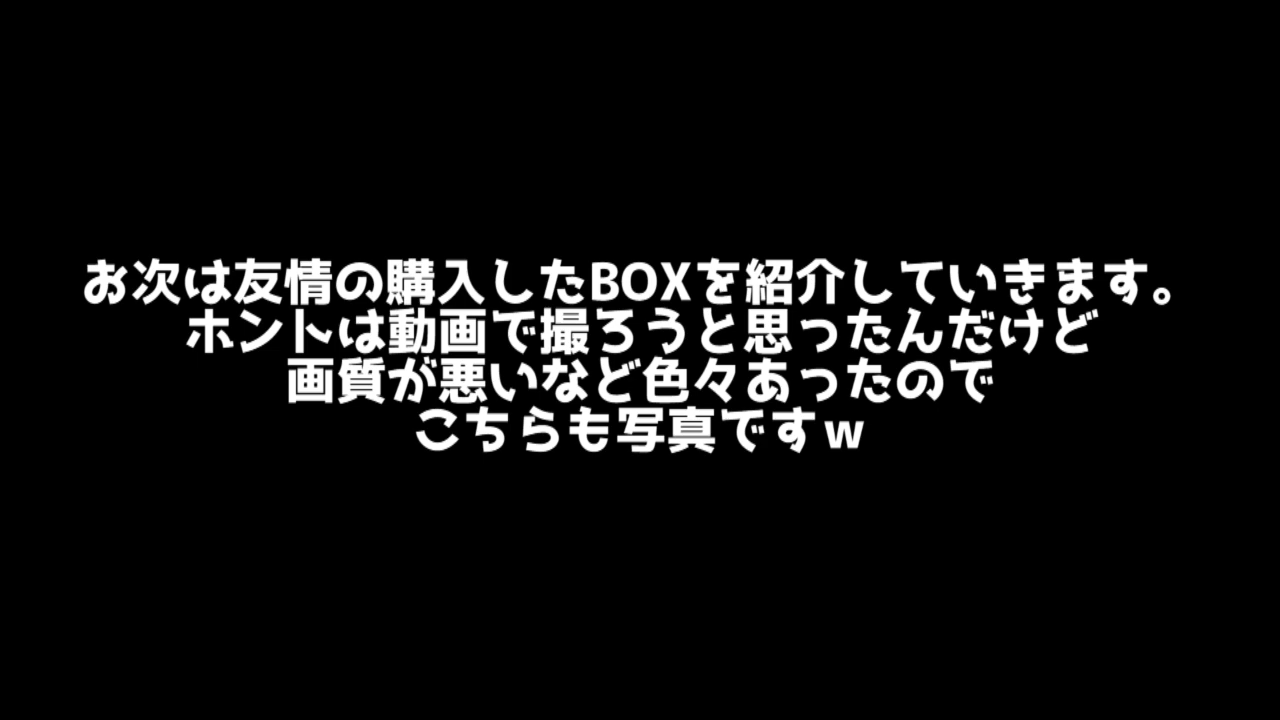 お次は友情の購入したBOXを紹介していきます。
ホントは動画で撮ろうと思ったんだけど
画質が悪いなど色々あったので
こちらも写真ですw